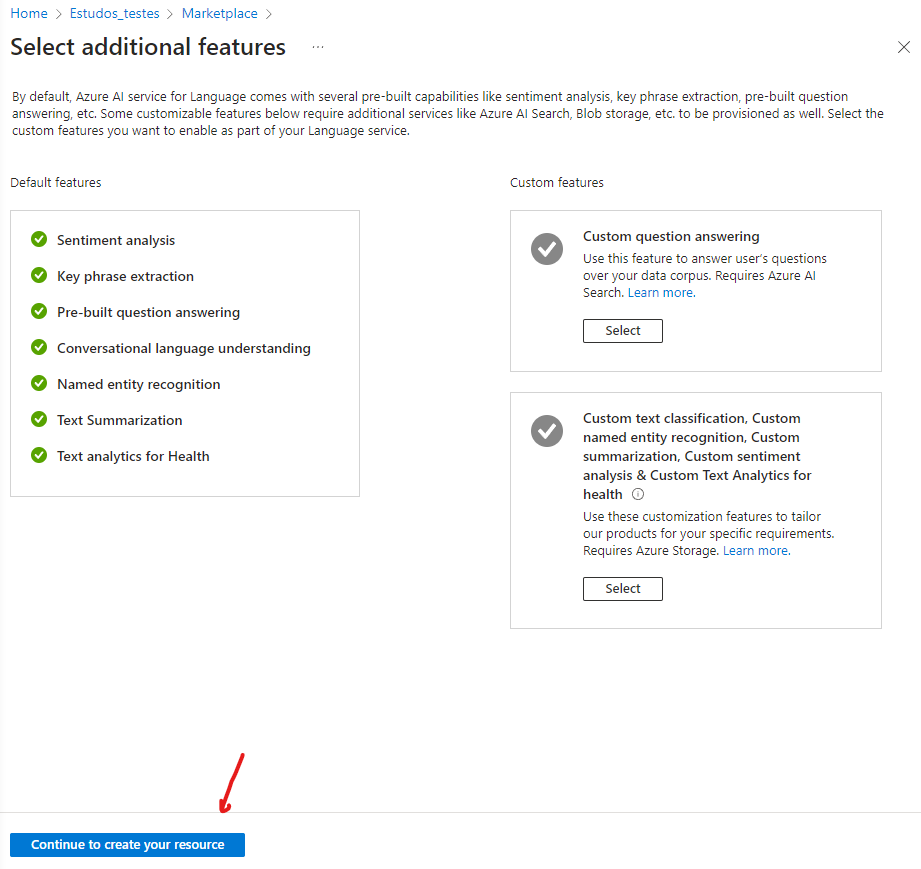 Home > Estudos_testes > Marketplace >
Select additional features ...
By default, Azure AI service for Language comes with several pre-built capabilities like sentiment analysis, key phrase extraction, pre-built question
answering, etc. Some customizable features below require additional services like Azure AI Search, Blob storage, etc. to be provisioned as well. Select the
custom features you want to enable as part of your Language service.
Default features
Sentiment analysis
Key phrase extraction
Pre-built question answering
Conversational language understanding
Named entity recognition
Text Summarization
Text analytics for Health
Custom features
Custom question answering
Use this feature to answer user's questions
over your data corpus. Requires Azure AI
Search. Learn more.
Select
Custom text classification, Custom
named entity recognition, Custom
summarization, Custom sentiment
analysis & Custom Text Analytics for
health
Use these customization features to tailor
our products for your specific requirements.
Requires Azure Storage. Learn more.
Select
Continue to create your resource